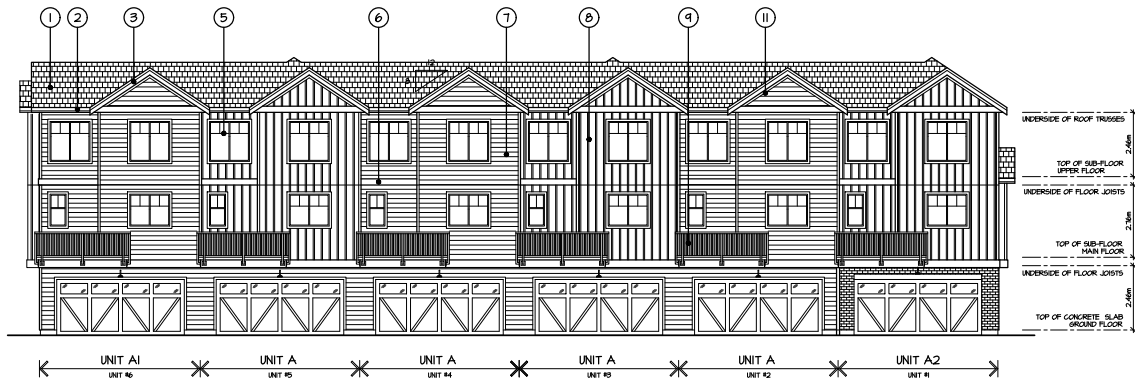 1 2 3 5 6 7 8 9 11
8
UNDERSIDE OF ROOF TRUSSES
2.46m
TOP OF SUB-FLOOR
UPPER FLOOR
UNDERSIDE OF FLOOR JOISTS
2.76m
TOP OF SUB-FLOOR
MAIN FLOOR
UNDERSIDE OF FLOOR JOISTS
2.46m
TOP OF CONCRETE SLAB
GROUND FLOOR
UNIT A1 UNIT A UNIT A UNIT A UNIT A UNIT A2
UNIT #6 UNIT #5 UNIT #4 UNIT #3 UNIT #2 UNIT #1